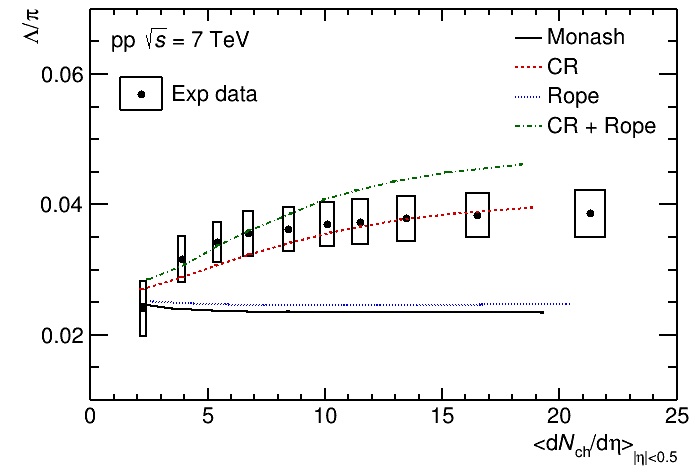 Λ/π
pp √s = 7 TeV
Exp data
Monash
CR
Rope
CR + Rope
0.06
0.04
0.02
0 5 10 15 20 25
<dN_ch/dη>_|η|<0.5